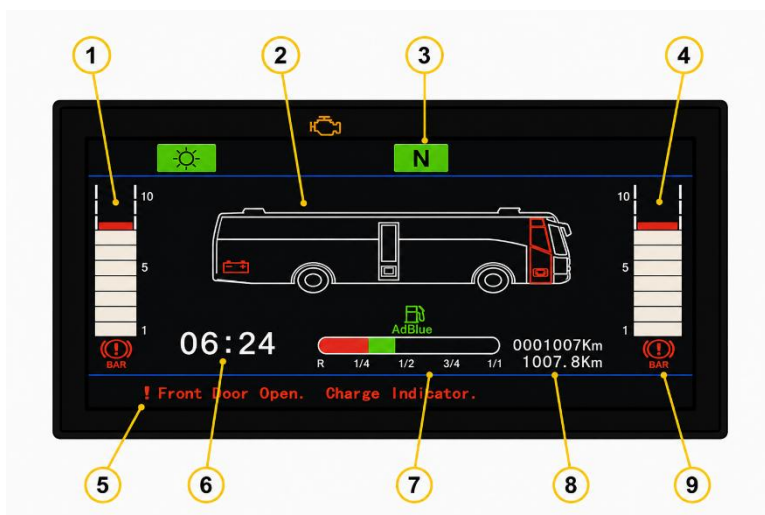 1
2
3
4
N
10
10
5
5
1
1
AdBlue
06:24
R 1/4 1/2 3/4 1/1
0001007Km
1007.8Km
BAR
BAR
! Front Door Open. Charge Indicator.
5
6
7
8
9